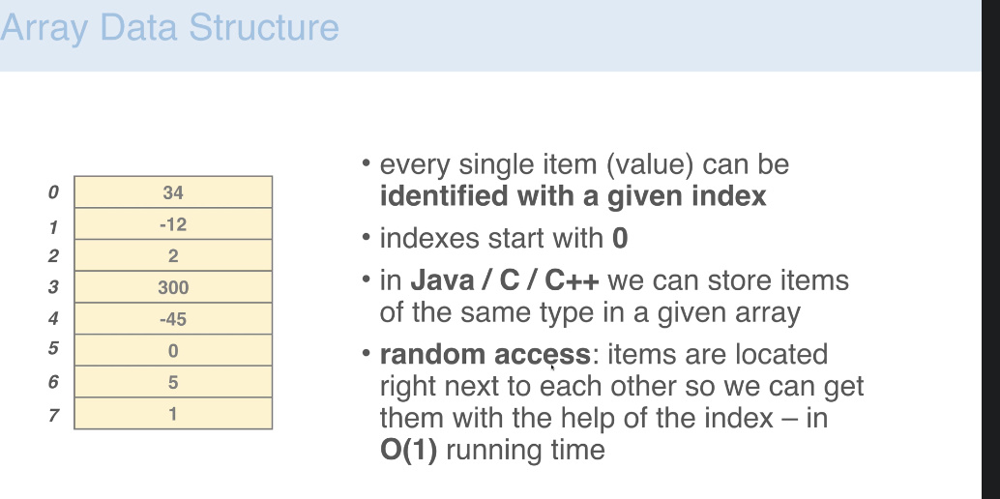 Array Data Structure
0 34
1 -12
2 2
3 300
4 -45
5 0
6 5
7 1
• every single item (value) can be
identified with a given index
• indexes start with 0
• in Java / C / C++ we can store items
of the same type in a given array
• random access: items are located
right next to each other so we can get
them with the help of the index – in
O(1) running time